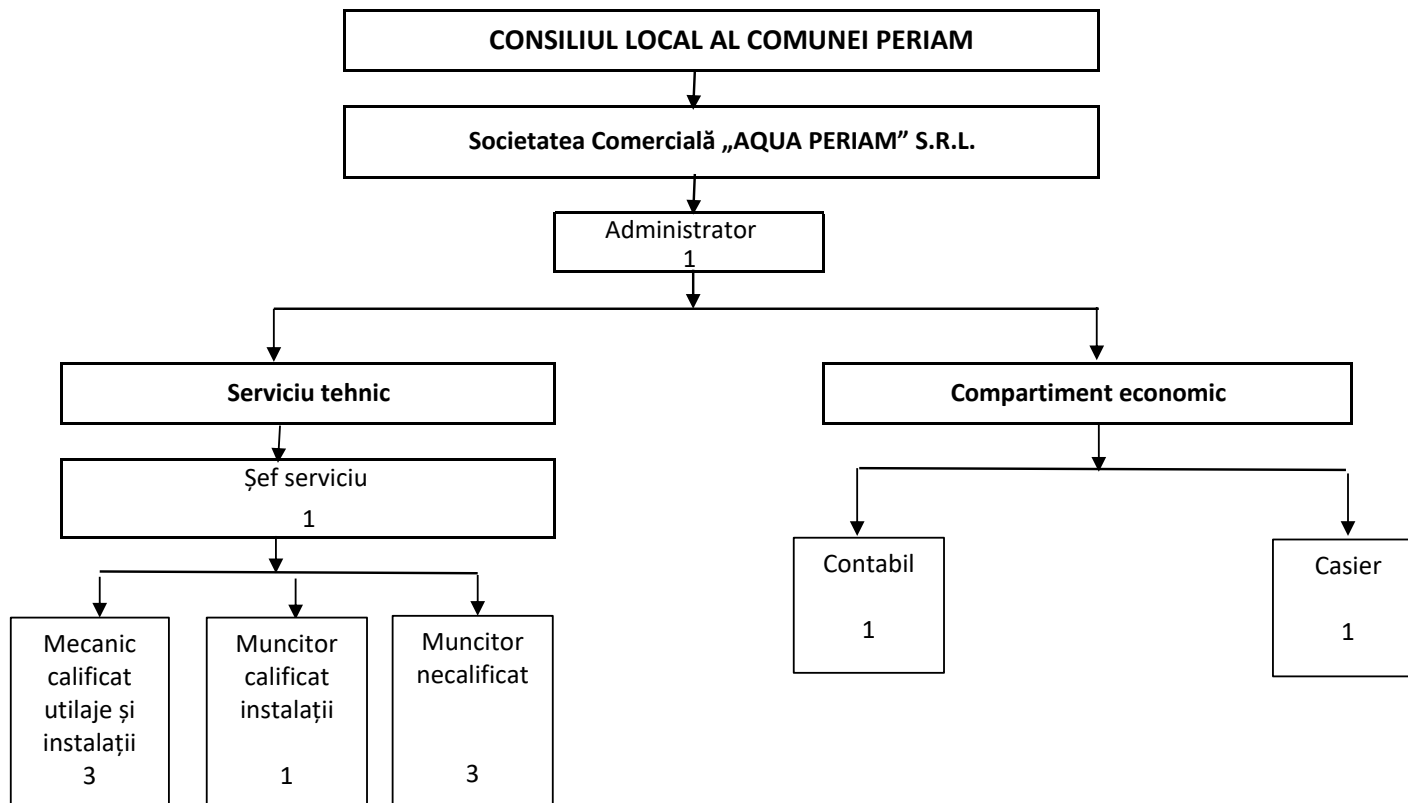 CONSILIUL LOCAL AL COMUNEI PERIAM
Societatea Comercială „AQUA PERIAM” S.R.L.
Administrator
1
Serviciu tehnic
Compartiment economic
Șef serviciu
1
Contabil
1
Casier
1
Mecanic
calificat
utilaje și
instalații
3
Muncitor
calificat
instalații
1
Muncitor
necalificat
3